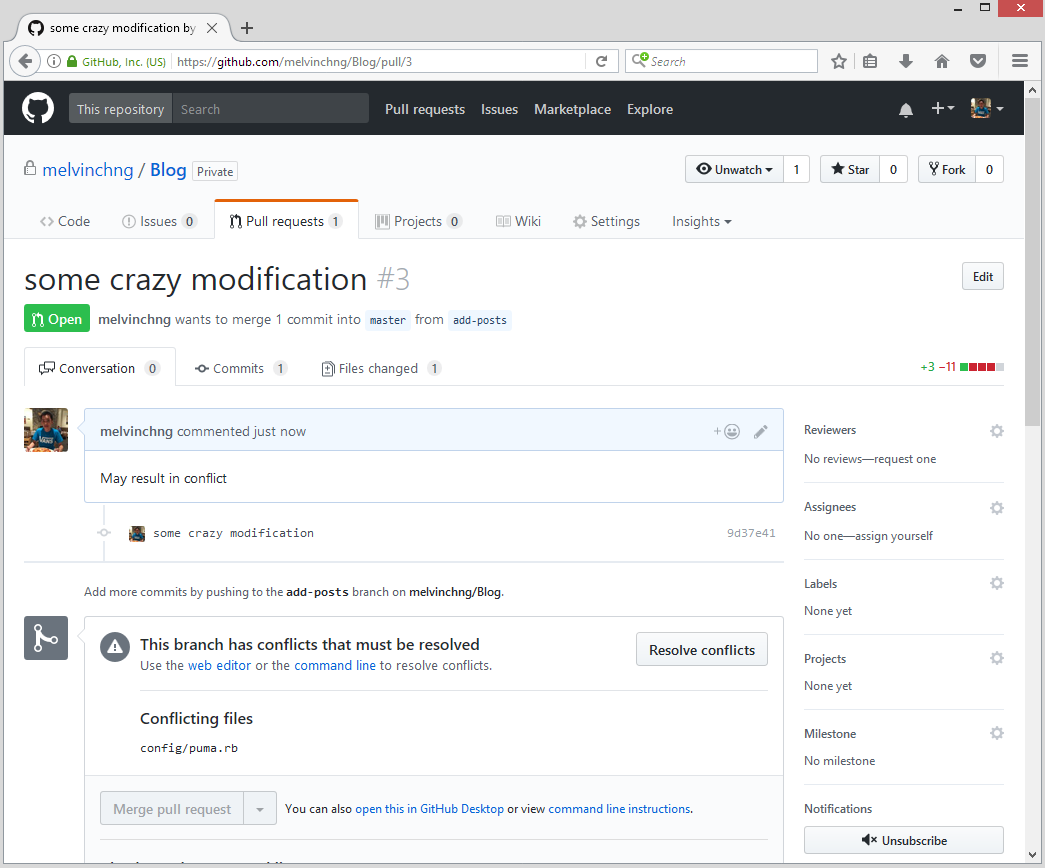 some crazy modification by
GitHub, Inc. (US) https://github.com/melvinchng/Blog/pull/3 Search
This repository Search Pull requests Issues Marketplace Explore
melvinchng / Blog Private Unwatch 1 Star 0 Fork 0
Code Issues 0 Pull requests 1 Projects 0 Wiki Settings Insights
some crazy modification #3 Edit
Open melvinchng wants to merge 1 commit into master from add-posts
Conversation 0 Commits 1 Files changed 1 +3 −11
melvinchng commented just now
Reviewers
No reviews—request one
May result in conflict
Assignees
No one—assign yourself
some crazy modification 9d37e41
Labels
None yet
Add more commits by pushing to the add-posts branch on melvinchng/Blog.
This branch has conflicts that must be resolved
Use the web editor or the command line to resolve conflicts.
Resolve conflicts
Projects
None yet
Conflicting files
config/puma.rb
Milestone
No milestone
Merge pull request You can also open this in GitHub Desktop or view command line instructions.
Notifications
Unsubscribe